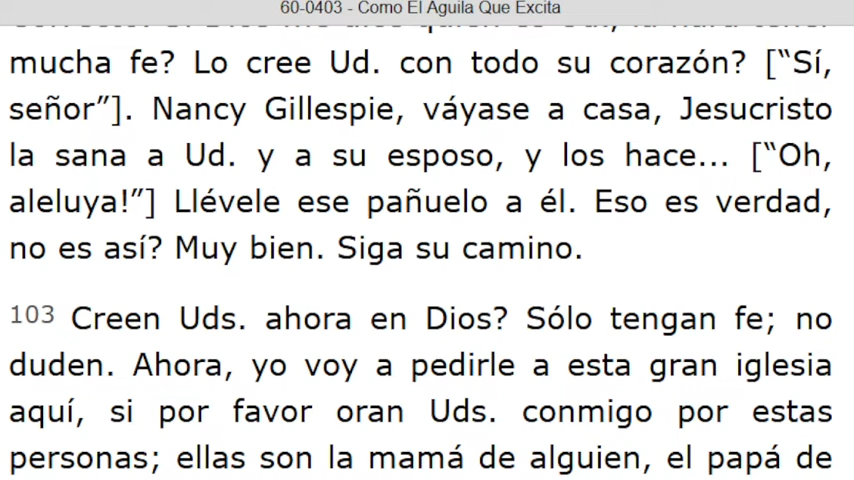 60-0403 - Como El Aguila Que Excita
mucha fe? Lo cree Ud. con todo su corazón? [“Sí,
señor”]. Nancy Gillespie, váyase a casa, Jesucristo
la sana a Ud. y a su esposo, y los hace... [“Oh,
aleluya!”] Llévele ese pañuelo a él. Eso es verdad,
no es así? Muy bien. Siga su camino.
103 Creen Uds. ahora en Dios? Sólo tengan fe; no
duden. Ahora, yo voy a pedirle a esta gran iglesia
aquí, si por favor oran Uds. conmigo por estas
personas; ellas son la mamá de alguien, el papá de